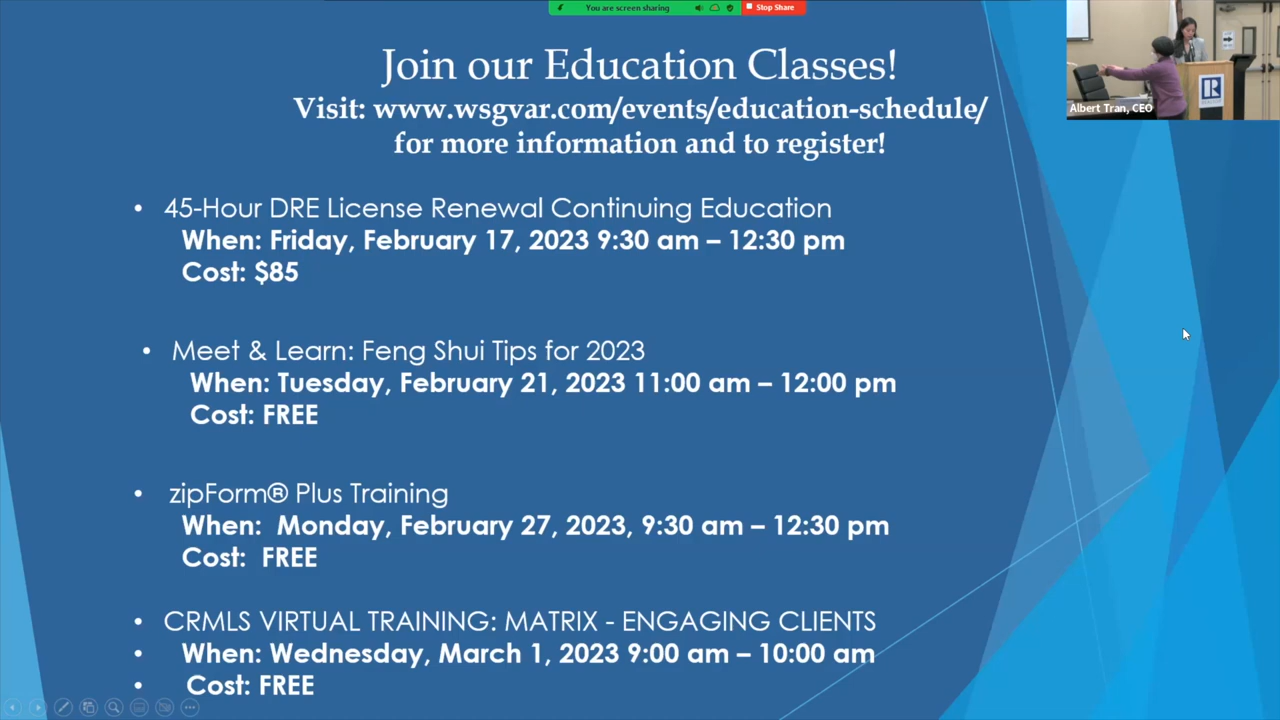 You are screen sharing
Stop Share
Join our Education Classes!
Visit: www.wsgvar.com/events/education-schedule/
for more information and to register!
Albert Tran, CEO
R
• 45-Hour DRE License Renewal Continuing Education
When: Friday, February 17, 2023 9:30 am – 12:30 pm
Cost: $85
• Meet & Learn: Feng Shui Tips for 2023
When: Tuesday, February 21, 2023 11:00 am – 12:00 pm
Cost: FREE
• zipForm® Plus Training
When: Monday, February 27, 2023, 9:30 am – 12:30 pm
Cost: FREE
• CRMLS VIRTUAL TRAINING: MATRIX - ENGAGING CLIENTS
• When: Wednesday, March 1, 2023 9:00 am – 10:00 am
• Cost: FREE